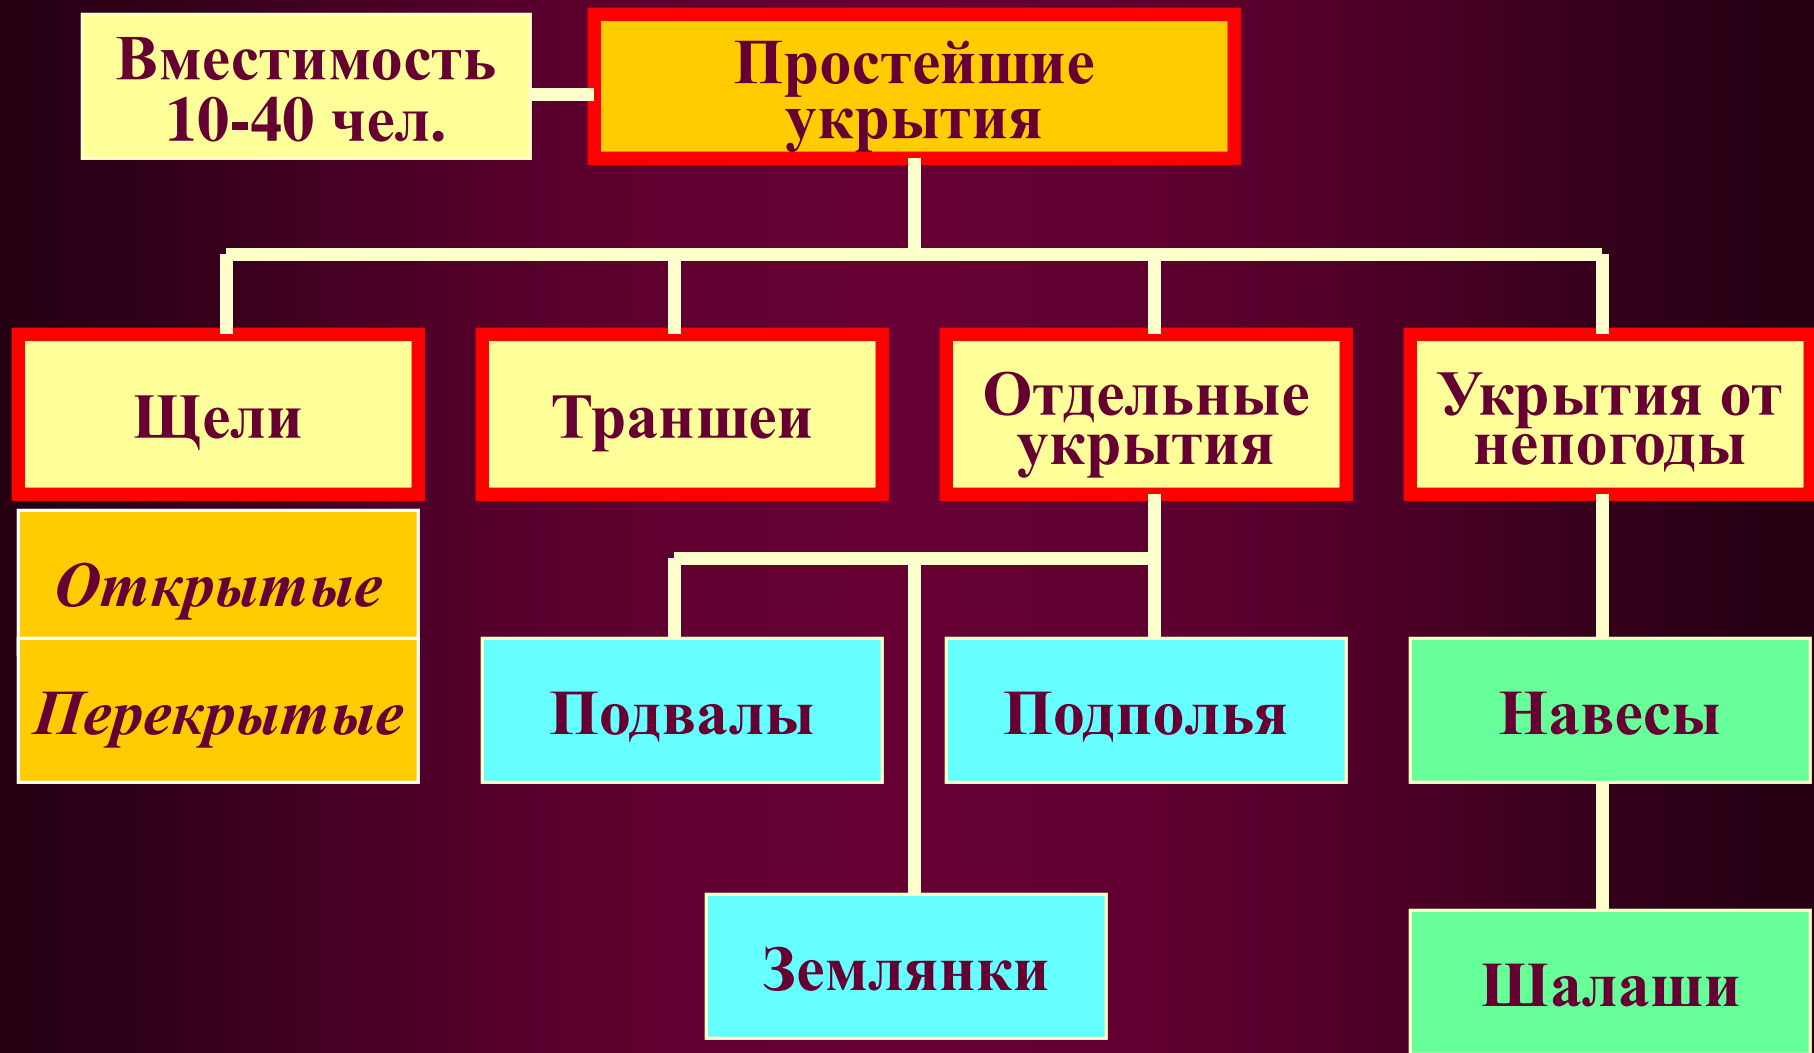 Вместимость
10-40 чел.
Простейшие
укрытия
Щели
Траншеи
Отдельные
укрытия
Укрытия от
непогоды
Открытые
Перекрытые
Подвалы
Подполья
Навесы
Землянки
Шалаши